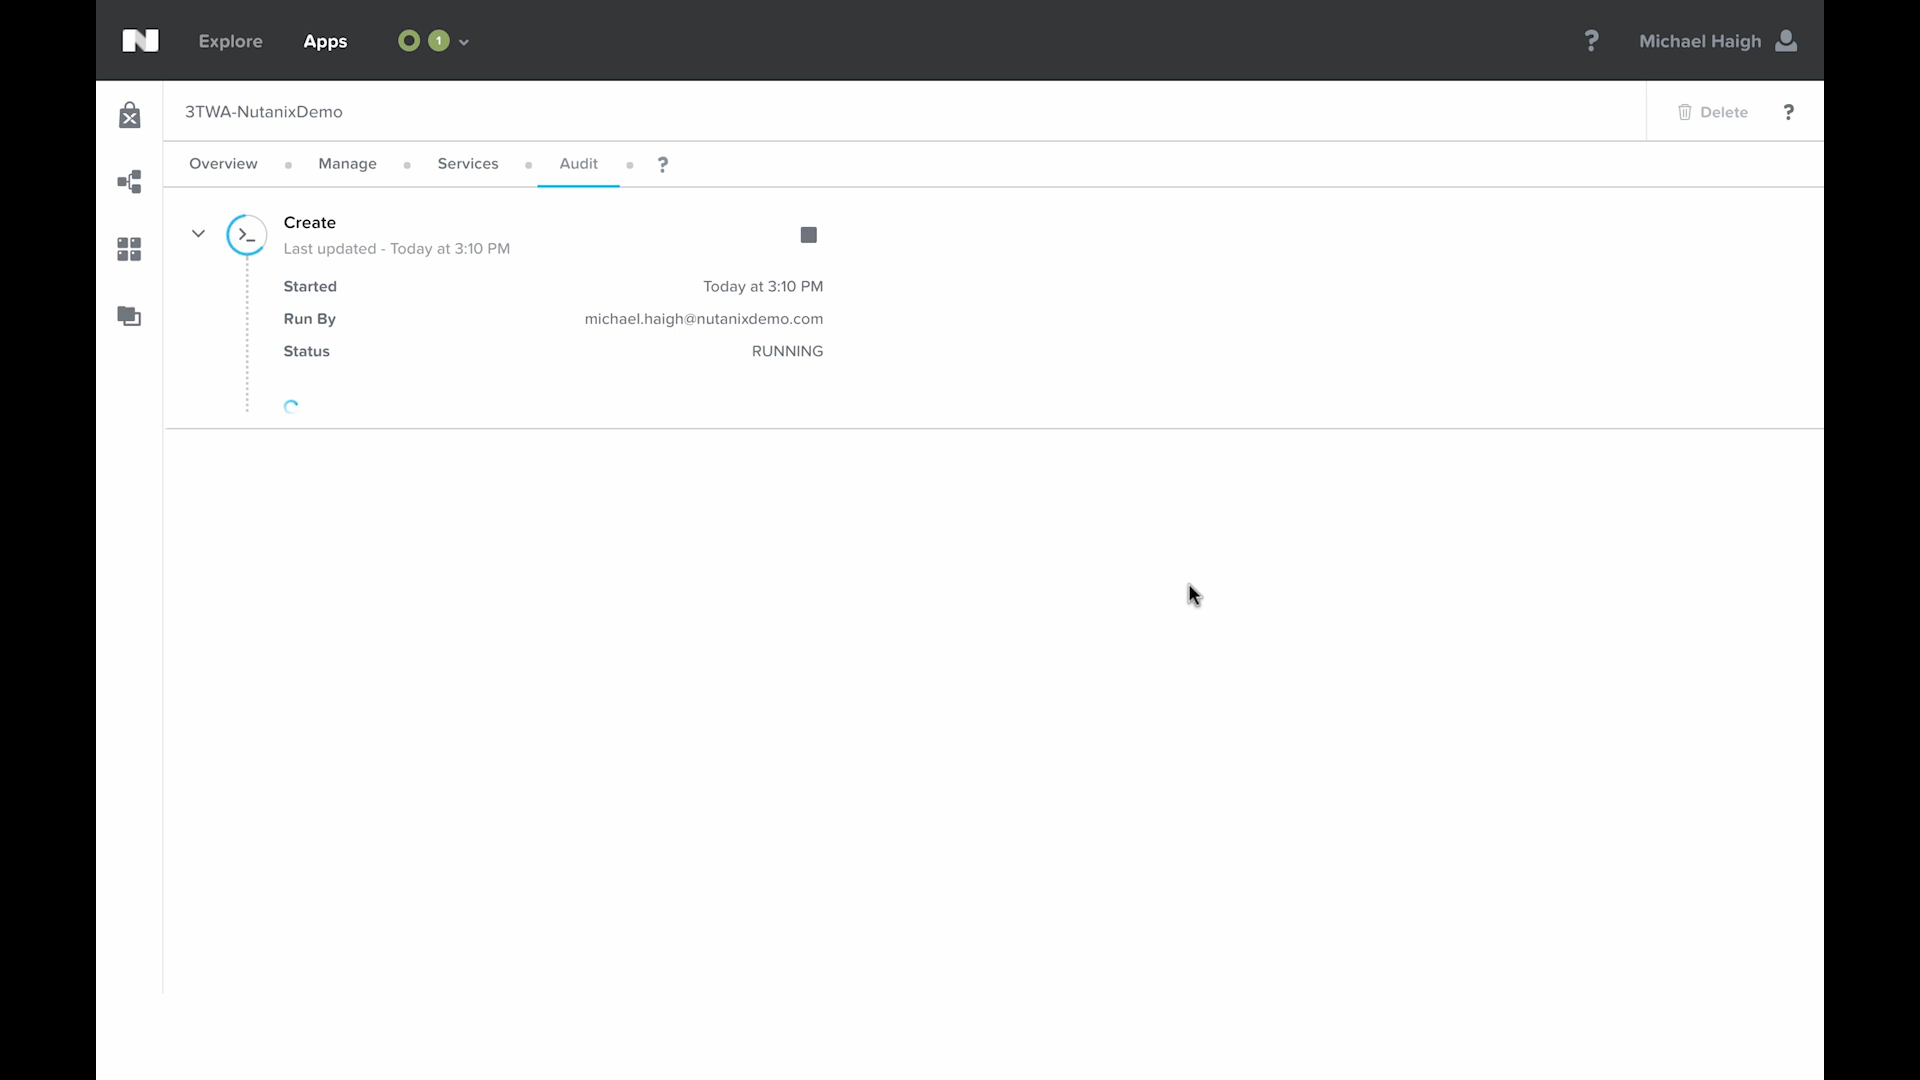 N Explore Apps 1 ? Michael Haigh
3TWA-NutanixDemo Delete ?
Overview Manage Services Audit ?
Create
Last updated - Today at 3:10 PM
Started Today at 3:10 PM
Run By michael.haigh@nutanixdemo.com
Status RUNNING